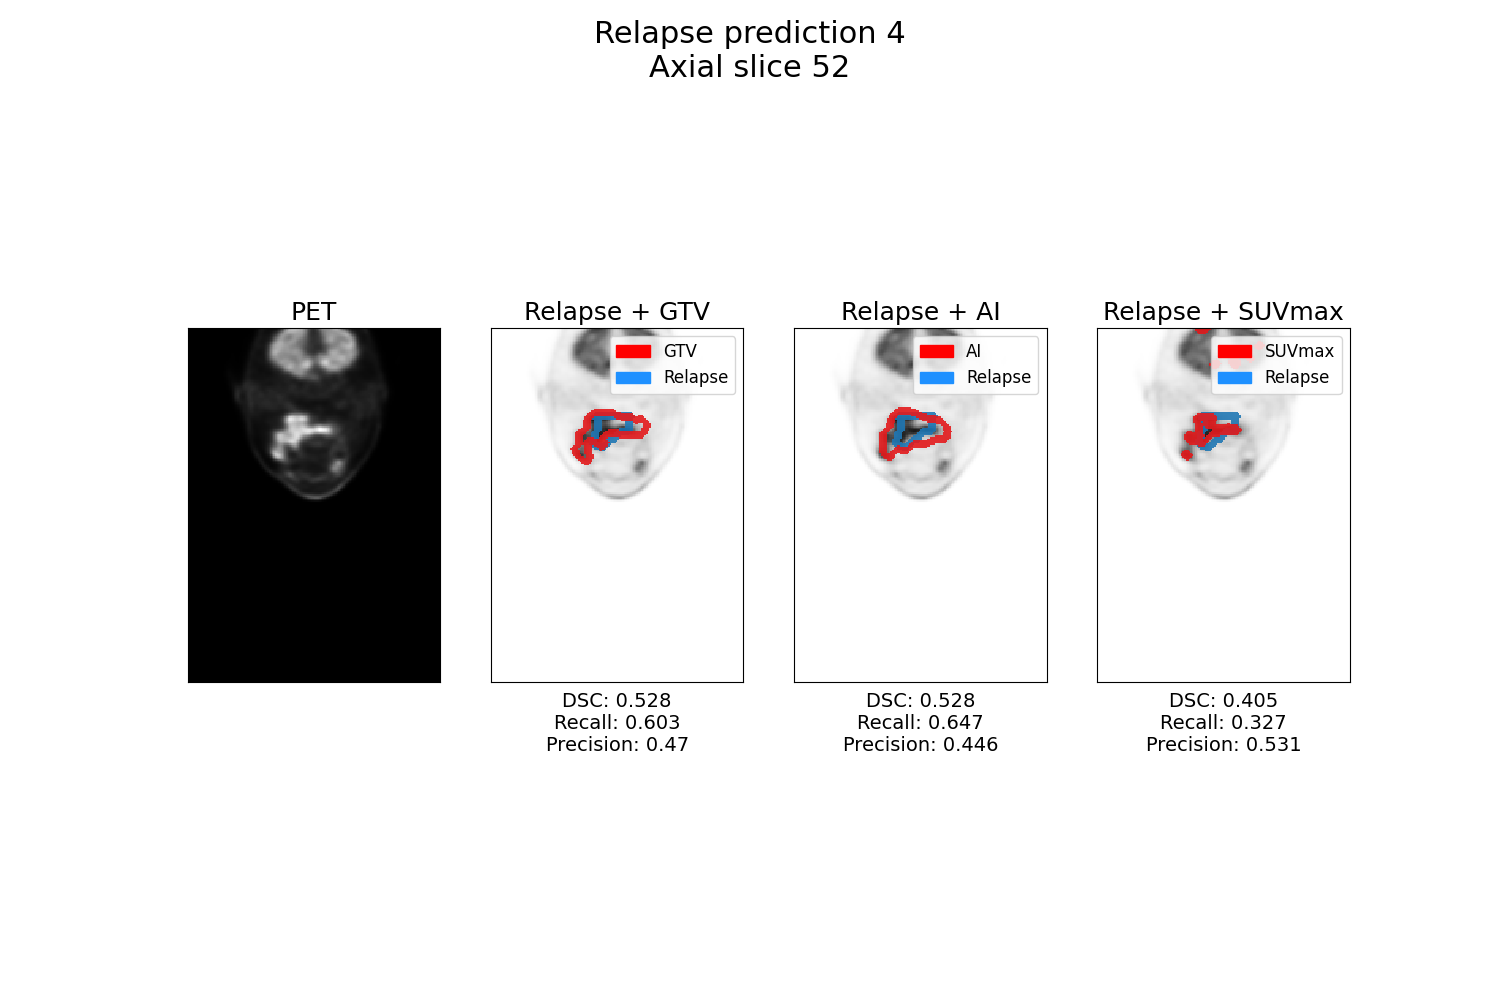 Relapse prediction 4
Axial slice 52
PET
Relapse + GTV
GTV
Relapse
DSC: 0.528
Recall: 0.603
Precision: 0.47
Relapse + AI
AI
Relapse
DSC: 0.528
Recall: 0.647
Precision: 0.446
Relapse + SUVmax
SUVmax
Relapse
DSC: 0.405
Recall: 0.327
Precision: 0.531